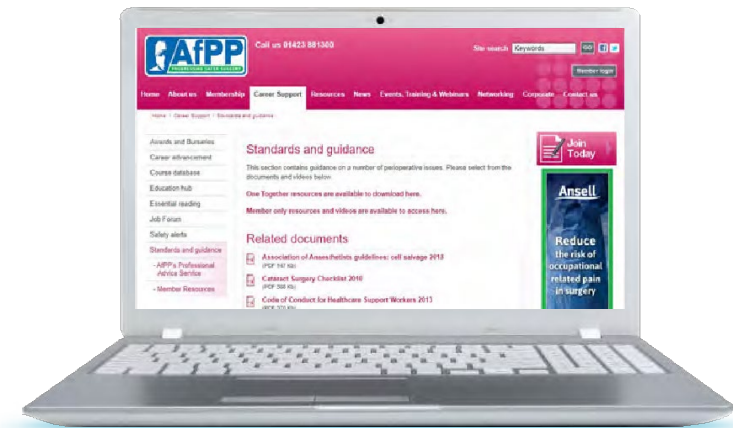 AfPP
PROGRESSING SAFER SURGERY
Call us 01423 881300
Site search Keywords GO
Member login
Home About us Membership Career Support Resources News Events, Training & Webinars Networking Corporate Contact us
Home Career Support Standards and guidance
Awards and Bursaries
Career advancement
Course database
Education hub
Essential reading
Job Forum
Safety alerts
Standards and guidance
- AfPP's Professional
Advice Service
- Member Resources
Standards and guidance
This section contains guidance on a number of perioperative issues. Please select from the
documents and videos below.
One Together resources are available to download here.
Member only resources and videos are available to access here.
Related documents
Association of Anaesthetists guidelines: cell salvage 2018
Cataract Surgery Checklist 2010
Code of Conduct for Healthcare Support Workers 2013
Join
Today
Ansell
Reduce
the risk of
occupational
related pain
in surgery